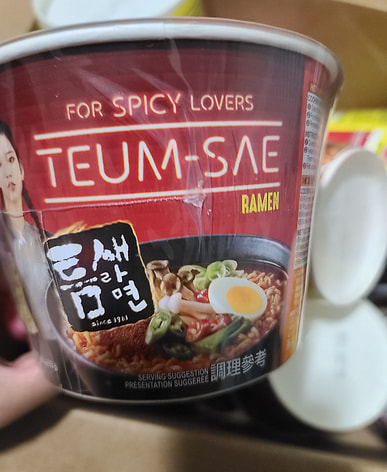 FOR SPICY LOVERS
TEUM-SAE
RAMEN
틈새
라면
since 1981
SERVING SUGGESTION
PRESENTATION SUGGÉRÉE
調理參考